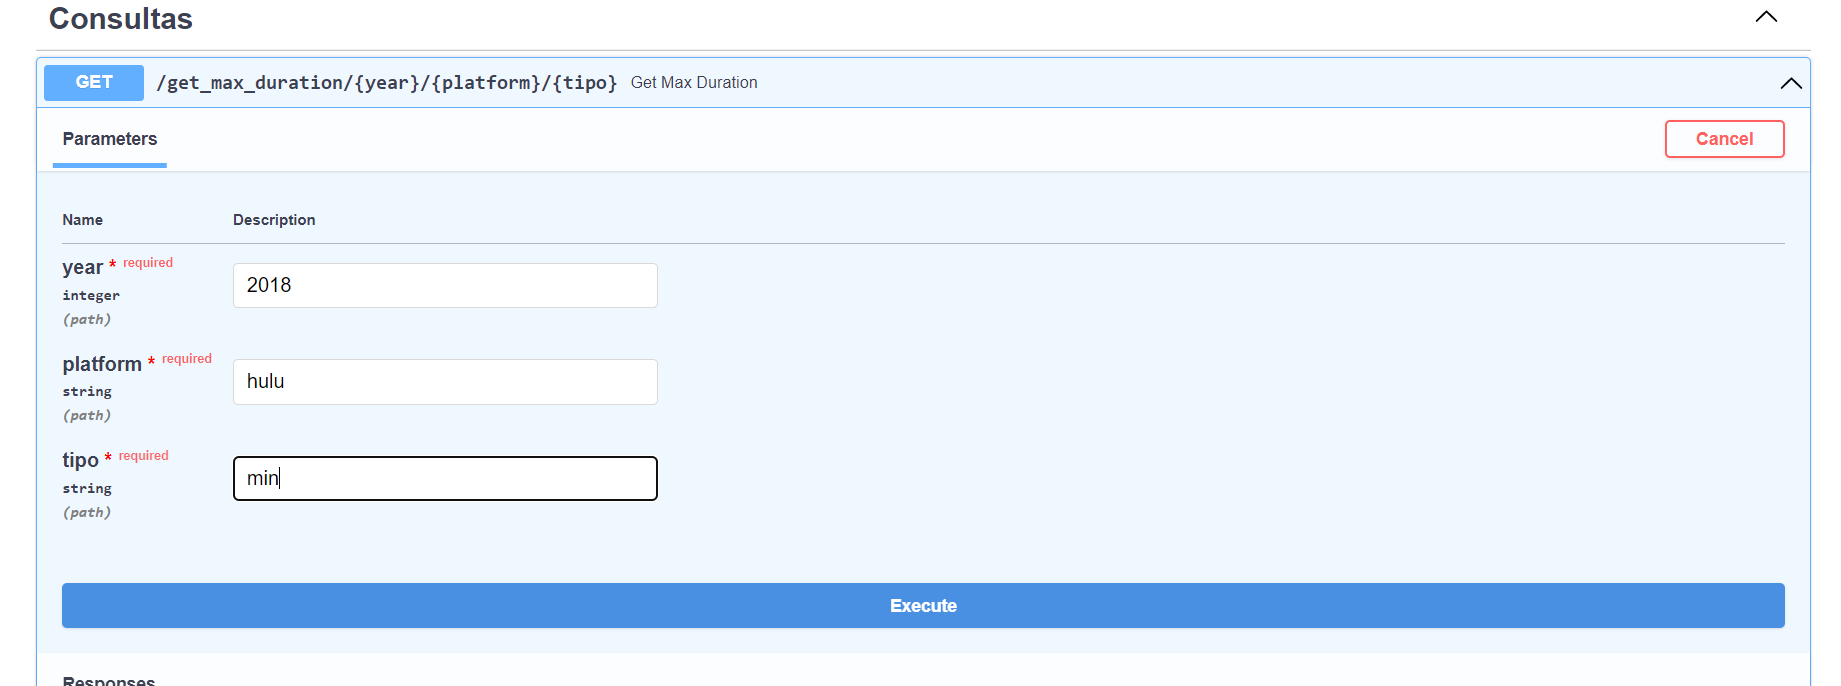 Consultas
GET /get_max_duration/{year}/{platform}/{tipo} Get Max Duration
Parameters
Cancel
Name Description
year * required
integer
(path)
2018
platform * required
string
(path)
hulu
tipo * required
string
(path)
min
Execute
Responses